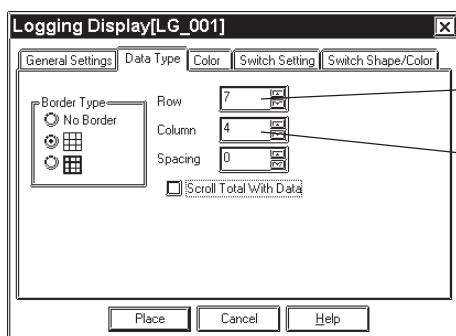 Logging Display[LG_001]
General Settings Data Type Color Switch Setting Switch Shape/Color
Border Type
No Border
Row 7
Column 4
Spacing 0
Scroll Total With Data
Place Cancel Help